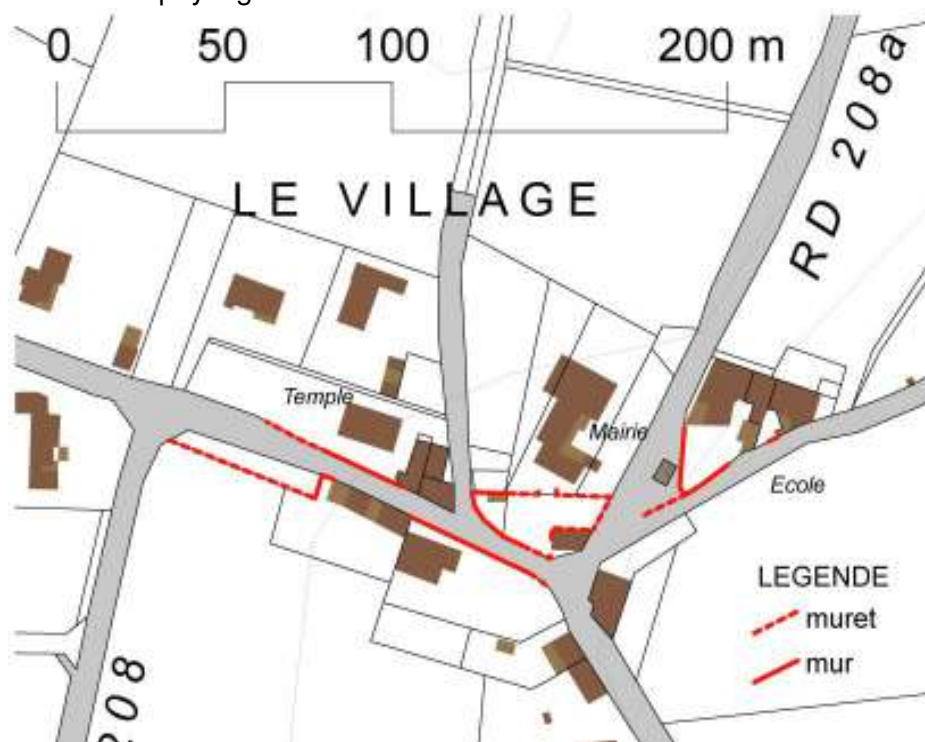 0 50 100 200 m
RD 208a
LE VILLAGE
Temple
Mairie
Ecole
LEGENDE
muret
mur
208